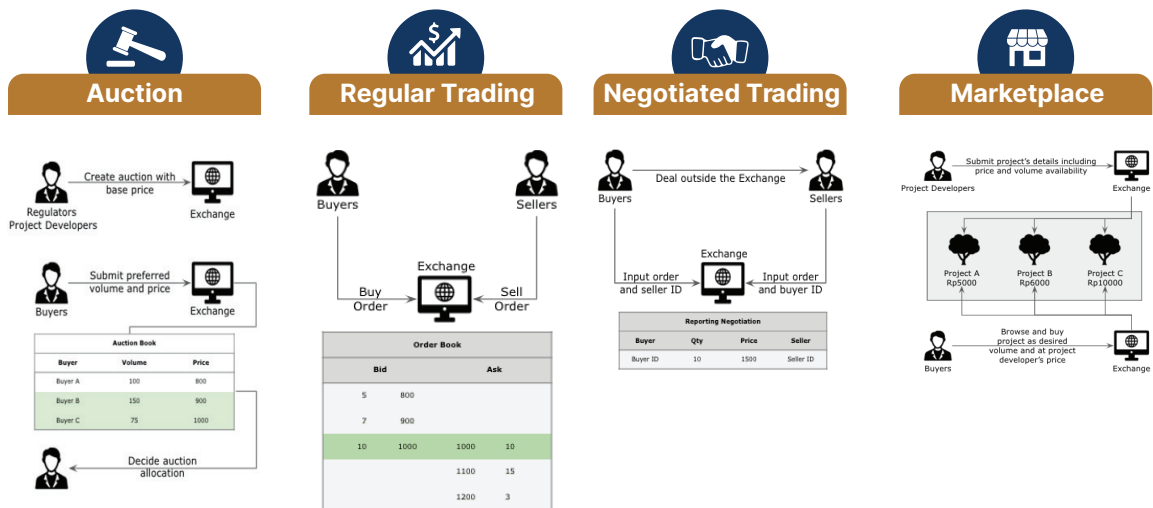 Auction
Create auction with
base price
Regulators
Project Developers
Exchange
Submit preferred
volume and price
Buyers
Exchange
Auction Book
Buyer Volume Price
Buyer A 100 800
Buyer B 150 900
Buyer C 75 1000
Decide auction
allocation
Regular Trading
$
Buyers
Sellers
Exchange
Buy
Order
Sell
Order
Order Book
Bid Ask
5 800
7 900
10 1000 1000 10
1100 15
1200 3
Negotiated Trading
Deal outside the Exchange
Buyers
Sellers
Exchange
Input order
and seller ID
Input order
and buyer ID
Reporting Negotiation
Buyer Qty Price Seller
Buyer ID 10 1500 Seller ID
Marketplace
Submit project's details including
price and volume availability
Project Developers
Exchange
Project A
Rp5000
Project B
Rp6000
Project C
Rp10000
Browse and buy
project as desired
volume and at project
developer's price
Buyers
Exchange